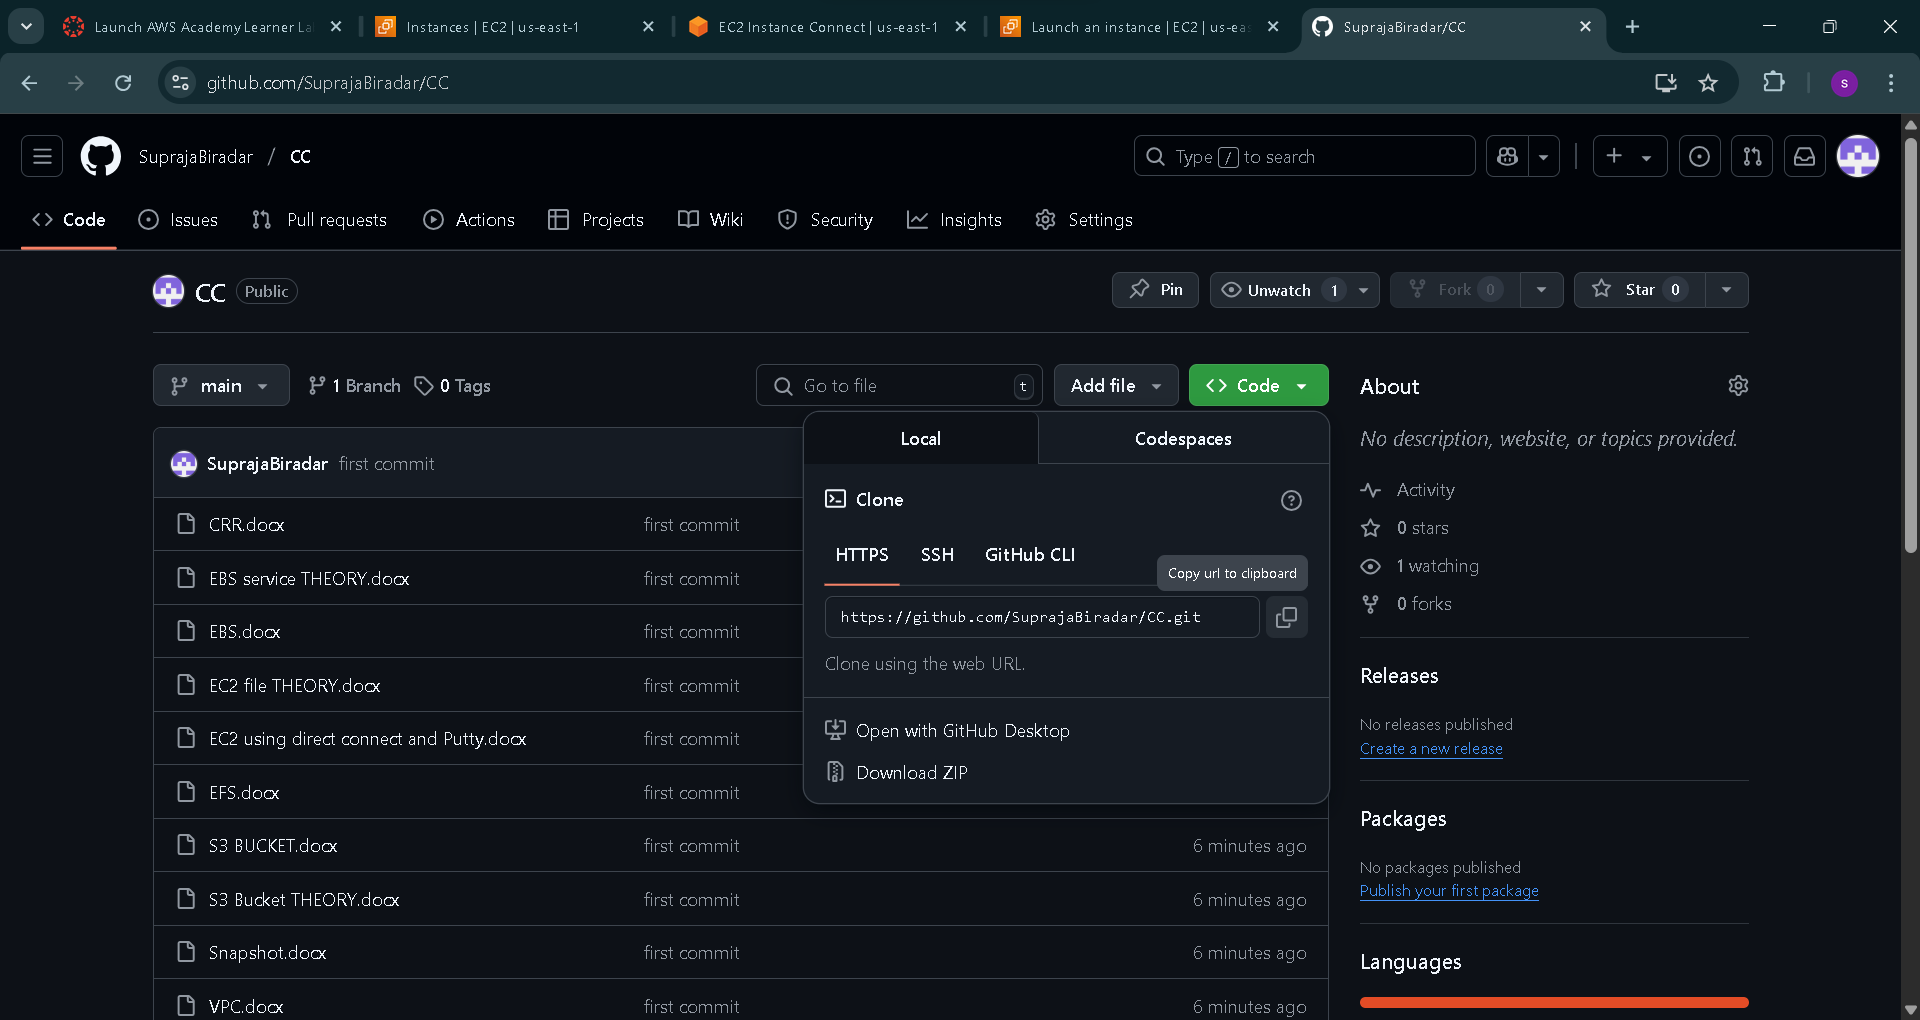 Launch AWS Academy Learner La
Instances | EC2 | us-east-1
EC2 Instance Connect | us-east-1
Launch an instance | EC2 | us-eas
SuprajaBiradar/CC
github.com/SuprajaBiradar/CC
s
SuprajaBiradar / CC
Type / to search
Code
Issues
Pull requests
Actions
Projects
Wiki
Security
Insights
Settings
CC Public
Pin
Unwatch 1
Fork 0
Star 0
main
1 Branch
0 Tags
Go to file t
Add file
Code
About
No description, website, or topics provided.
Activity
0 stars
1 watching
0 forks
Releases
No releases published
Create a new release
Packages
No packages published
Publish your first package
Languages
Local
Codespaces
Clone
HTTPS SSH GitHub CLI
Copy url to clipboard
https://github.com/SuprajaBiradar/CC.git
Clone using the web URL.
Open with GitHub Desktop
Download ZIP
SuprajaBiradar first commit
CRR.docx first commit
EBS service THEORY.docx first commit
EBS.docx first commit
EC2 file THEORY.docx first commit
EC2 using direct connect and Putty.docx first commit
EFS.docx first commit
S3 BUCKET.docx first commit 6 minutes ago
S3 Bucket THEORY.docx first commit 6 minutes ago
Snapshot.docx first commit 6 minutes ago
VPC.docx first commit 6 minutes ago